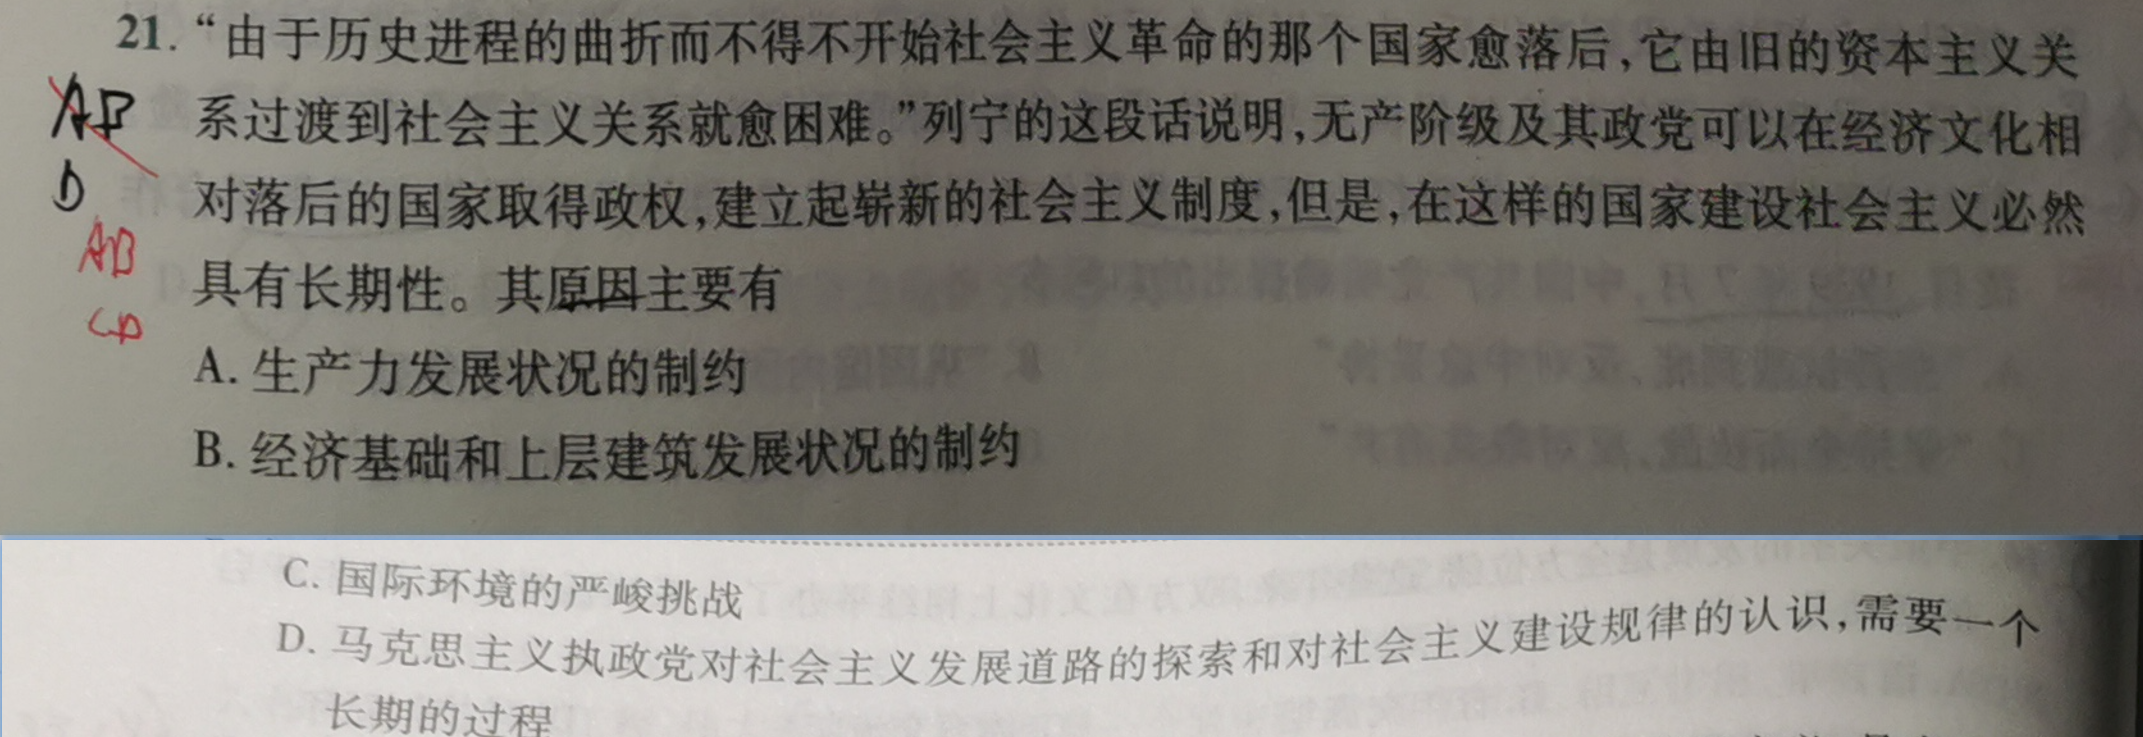 21.“由于历史进程的曲折而不得不开始社会主义革命的那个国家愈落后,它由旧的资本主义关
系过渡到社会主义关系就愈困难。”列宁的这段话说明,无产阶级及其政党可以在经济文化相
对落后的国家取得政权,建立起崭新的社会主义制度,但是,在这样的国家建设社会主义必然
具有长期性。其原因主要有
A. 生产力发展状况的制约
B. 经济基础和上层建筑发展状况的制约
C. 国际环境的严峻挑战
D. 马克思主义执政党对社会主义发展道路的探索和对社会主义建设规律的认识,需要一个
长期的过程
AB
D
AB
CD